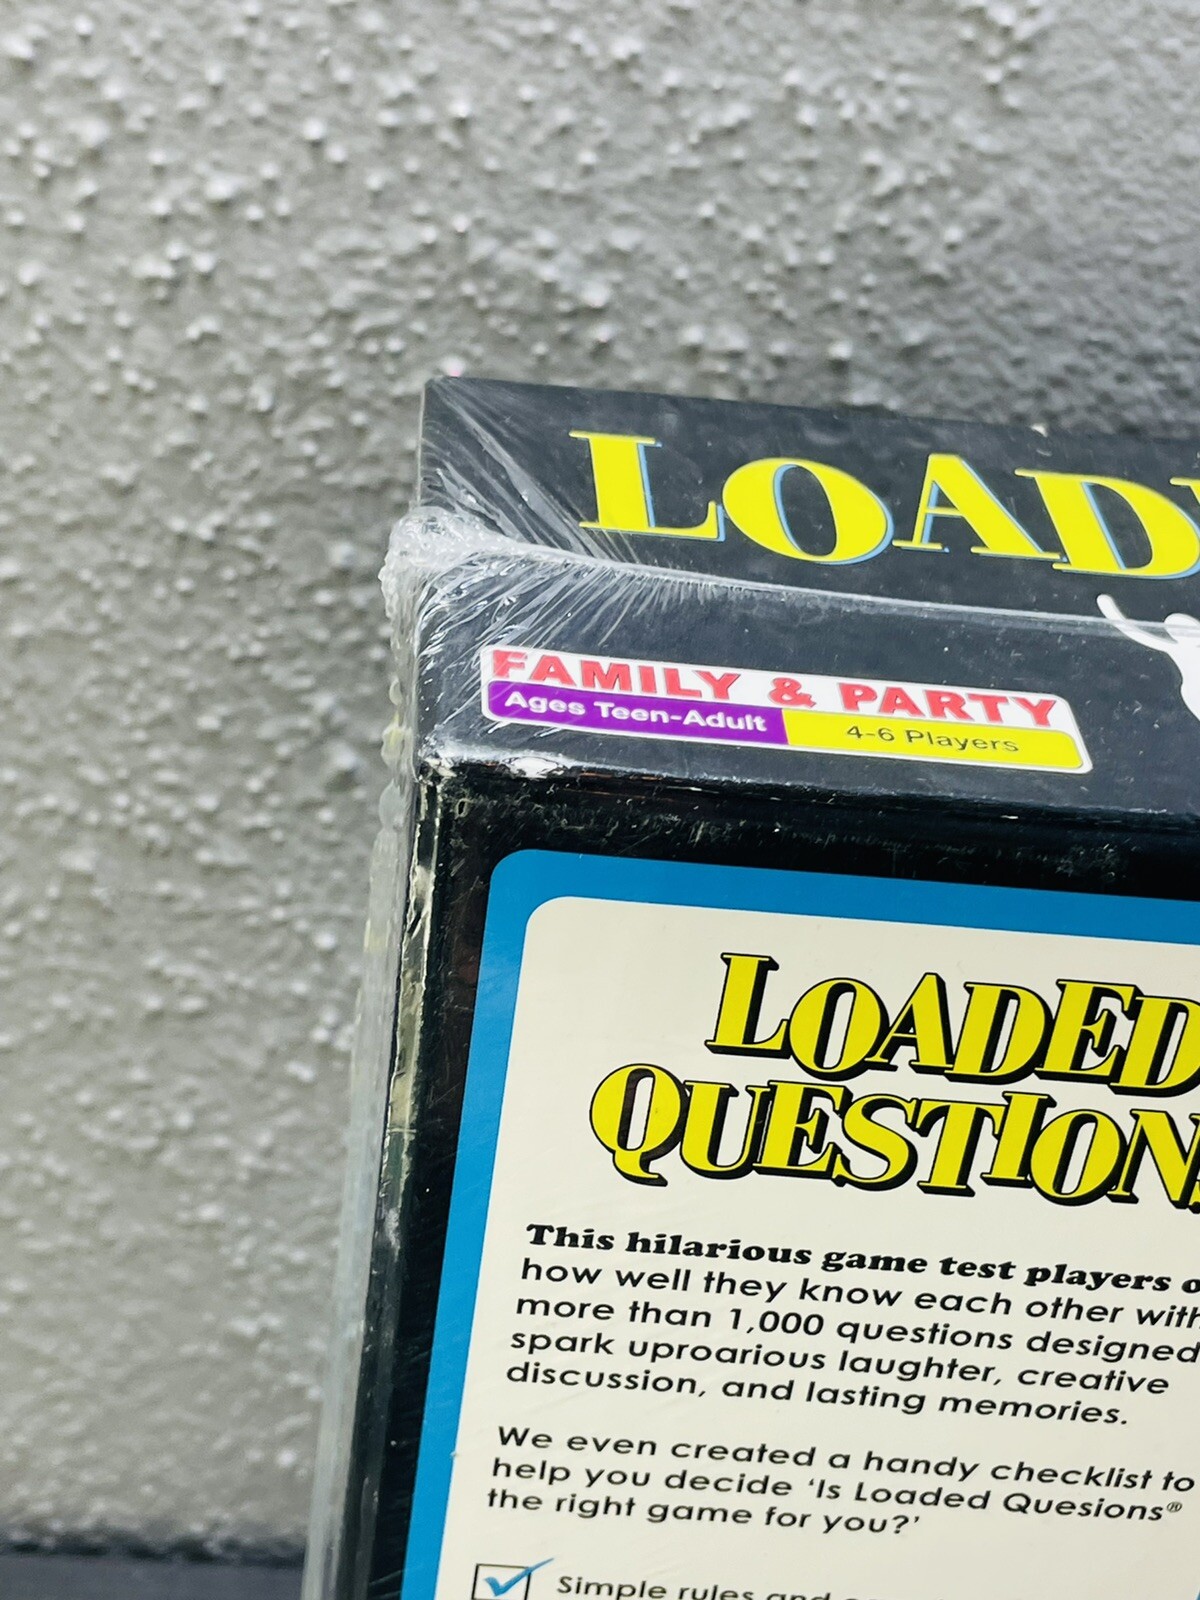 LOADED
FAMILY & PARTY
Ages Teen-Adult
4-6 Players
LOADED
QUESTIONS
This hilarious game test players
how well they know each other with
more than 1,000 questions designed
spark uproarious laughter, creative
discussion, and lasting memories.
We even created a handy checklist to
help you decide 'Is Loaded Quesions®
the right game for you?'
Simple rules and